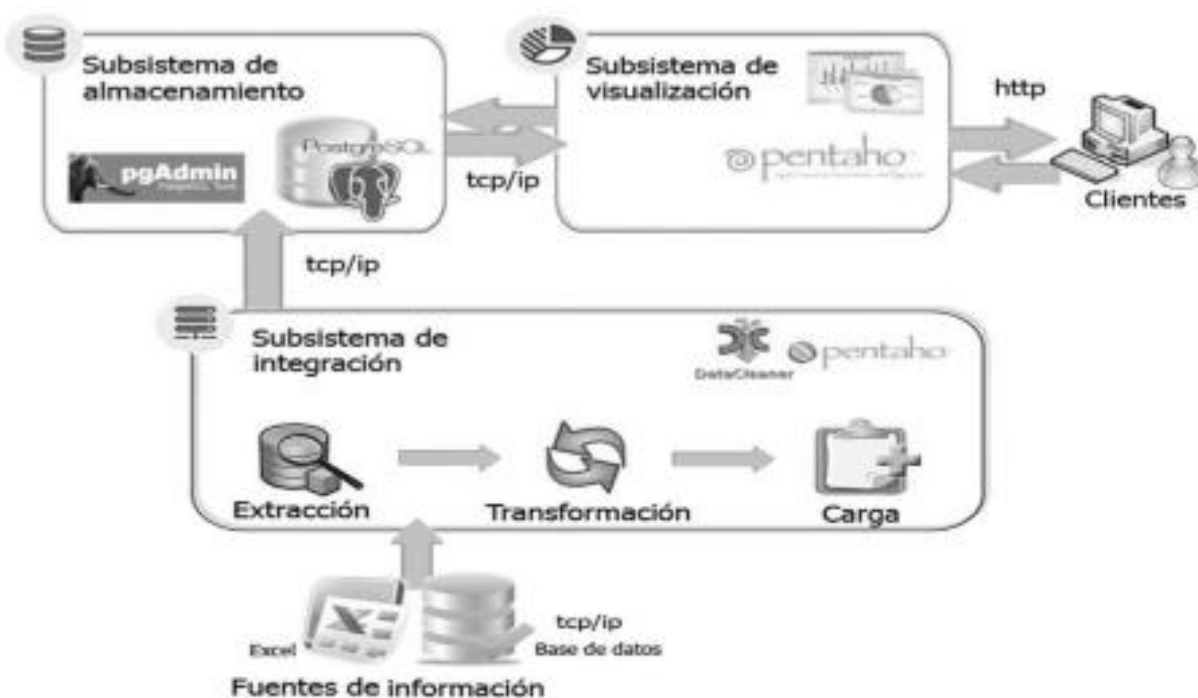 Subsistema de
almacenamiento
pgAdmin
PostgreSQL
Subsistema de
visualización
pentaho
http
Clientes
tcp/ip
tcp/ip
Subsistema de
integración
DataCleaner
pentaho
Extracción
Transformación
Carga
Excel
tcp/ip
Base de datos
Fuentes de información